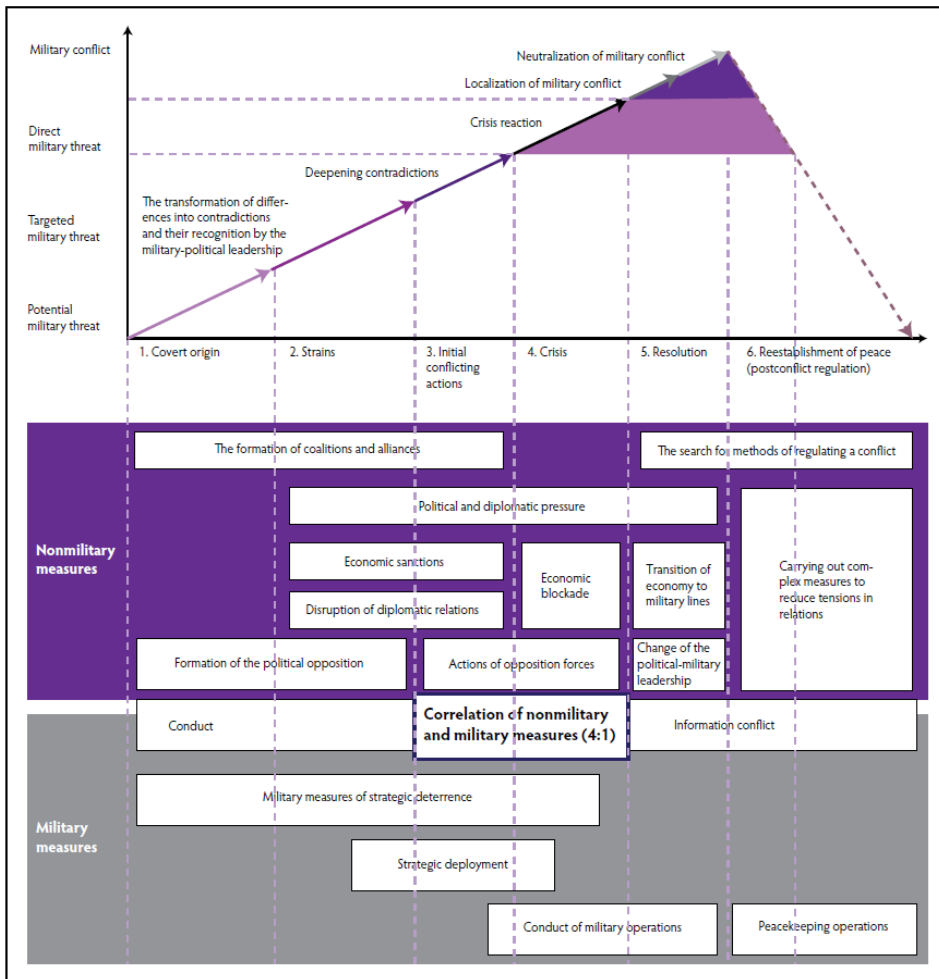 Military conflict
Neutralization of military conflict
Localization of military conflict
Crisis reaction
Direct
military threat
Deepening contradictions
The transformation of differ-
ences into contradictions
and their recognition by the
military-political leadership
Targeted
military threat
Potential
military threat
1. Covert origin
2. Strains
3. Initial
conflicting
actions
4. Crisis
5. Resolution
6. Reestablishment of peace
(postconflict regulation)
The formation of coalitions and alliances
The search for methods of regulating a conflict
Political and diplomatic pressure
Nonmilitary
measures
Economic sanctions
Disruption of diplomatic relations
Economic
blockade
Transition of
economy to
military lines
Carrying out com-
plex measures to
reduce tensions in
relations
Formation of the political opposition
Actions of opposition forces
Change of the
political-military
leadership
Conduct
Correlation of nonmilitary
and military measures (4:1)
Information conflict
Military measures of strategic deterrence
Military
measures
Strategic deployment
Conduct of military operations
Peacekeeping operations